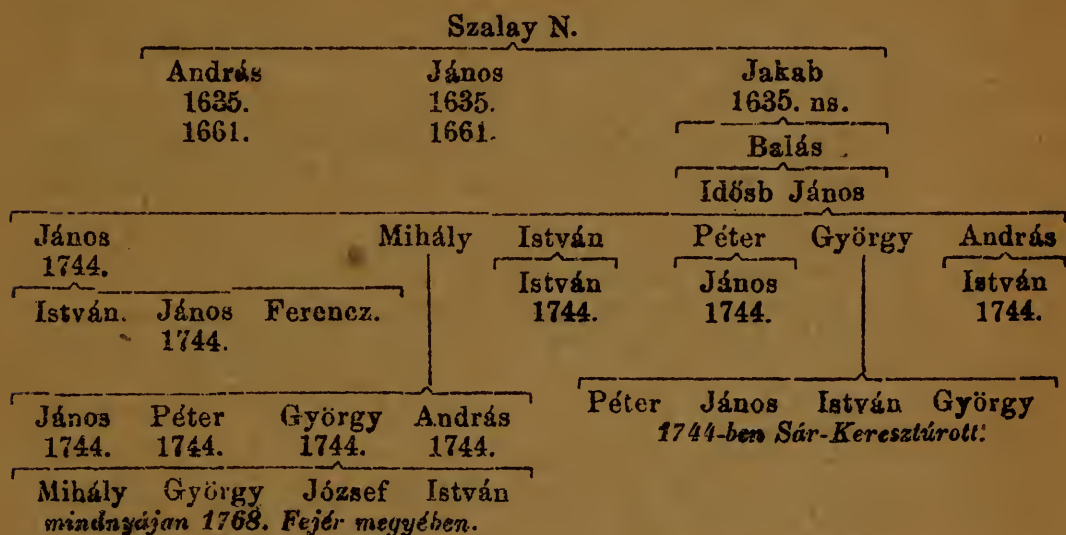 Szalay N.
András János Jakab
1635. 1635. 1635. ns.
1661. 1661.
Balás
Idősb János
János Mihály István Péter György András
1744.
István János István
1744. 1744. 1744.
István. János Ferencz.
1744.
Péter János István György
1744-ben Sár-Keresztúrott.
János Péter György András
1744. 1744. 1744. 1744.
Mihály György József István
mindnyájan 1768. Fejér megyében.